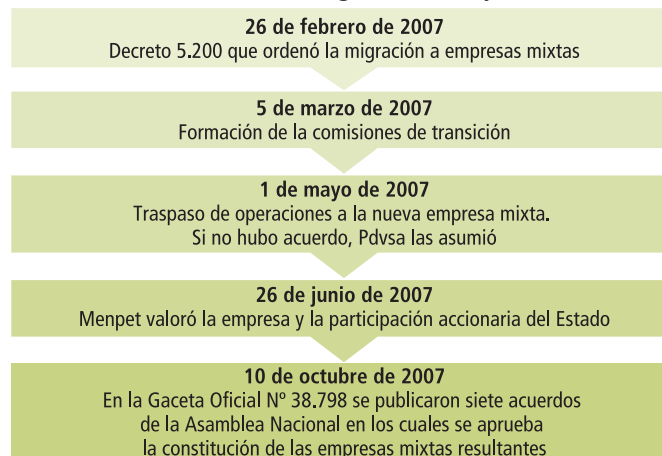 26 de febrero de 2007
Decreto 5.200 que ordenó la migración a empresas mixtas
5 de marzo de 2007
Formación de la comisiones de transición
1 de mayo de 2007
Traspaso de operaciones a la nueva empresa mixta.
Si no hubo acuerdo, Pdvsa las asumió
26 de junio de 2007
Menpet valoró la empresa y la participación accionaria del Estado
10 de octubre de 2007
En la Gaceta Oficial Nº 38.798 se publicaron siete acuerdos
de la Asamblea Nacional en los cuales se aprueba
la constitución de las empresas mixtas resultantes